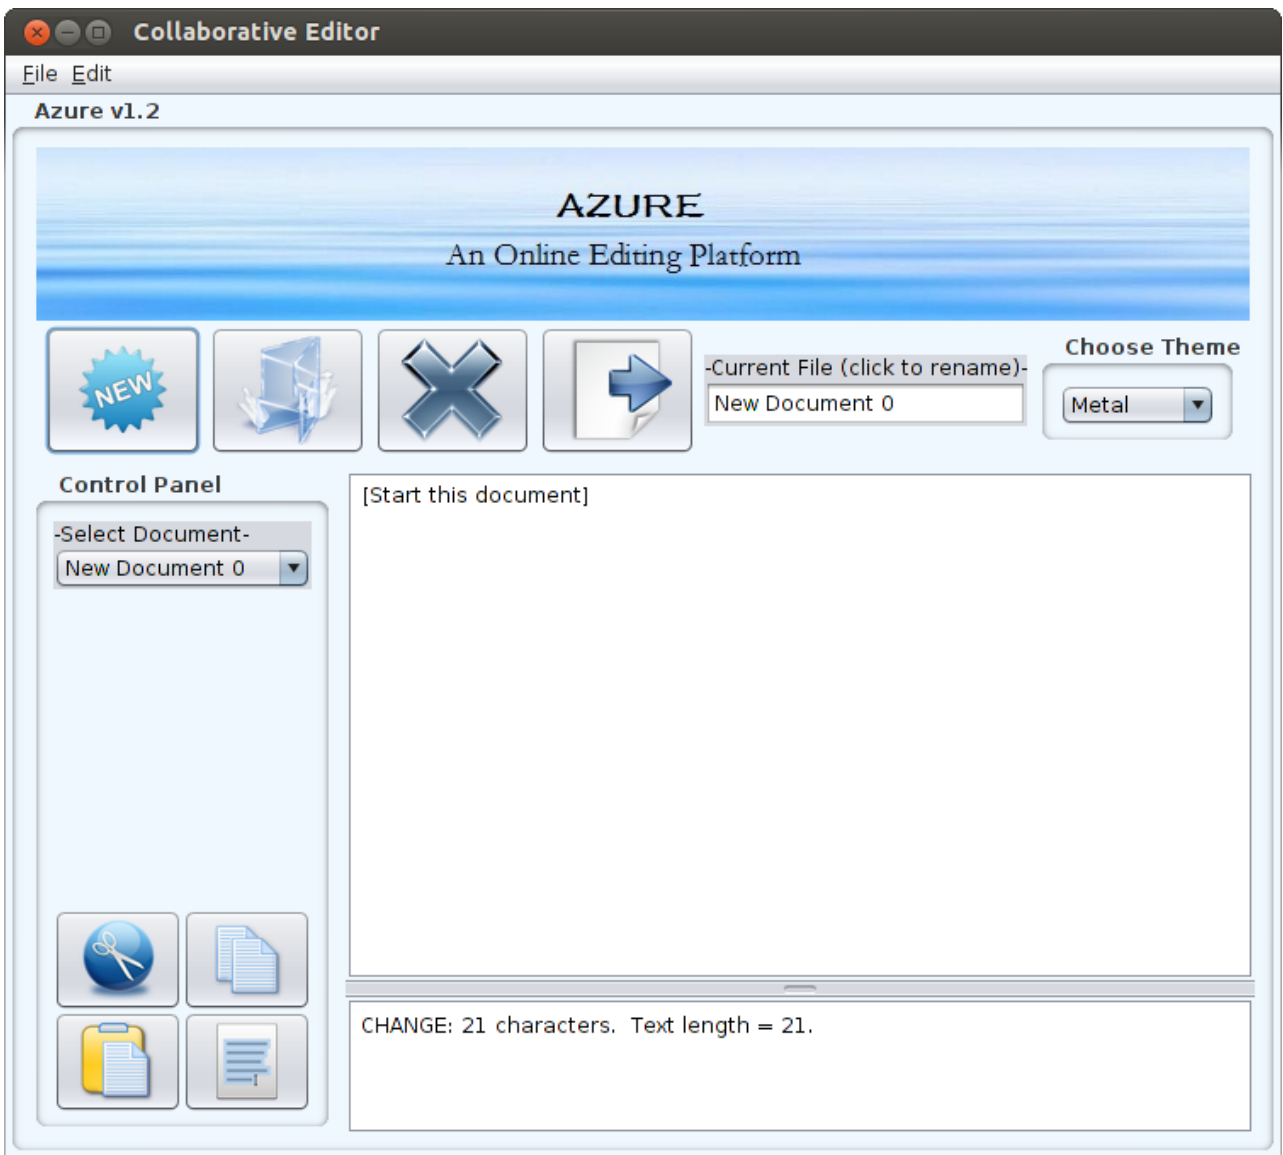 Collaborative Editor
File Edit
Azure v1.2
AZURE
An Online Editing Platform
NEW
-Current File (click to rename)-
New Document 0
Choose Theme
Metal
Control Panel
-Select Document-
New Document 0
[Start this document]
CHANGE: 21 characters.  Text length = 21.